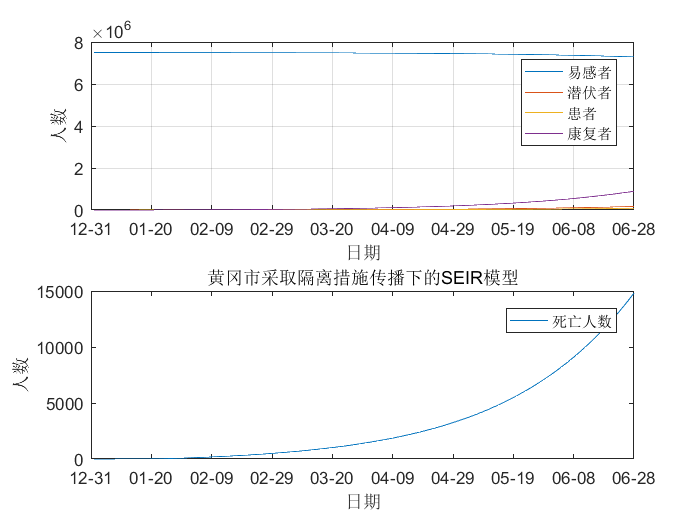 ×10⁶
8
6
4
2
0
人数
易感者
潜伏者
患者
康复者
12-31 01-20 02-09 02-29 03-20 04-09 04-29 05-19 06-08 06-28
日期
黄冈市采取隔离措施传播下的SEIR模型
15000
10000
5000
0
人数
死亡人数
12-31 01-20 02-09 02-29 03-20 04-09 04-29 05-19 06-08 06-28
日期